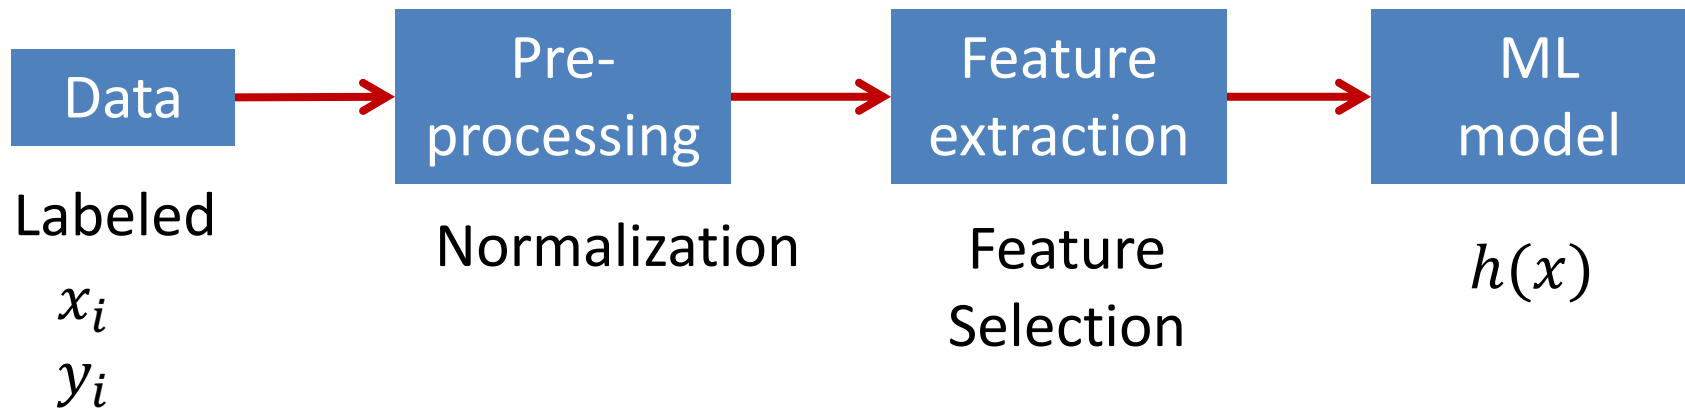 Data
Labeled
x_i
y_i
Pre-
processing
Normalization
Feature
extraction
Feature
Selection
ML
model
h(x)